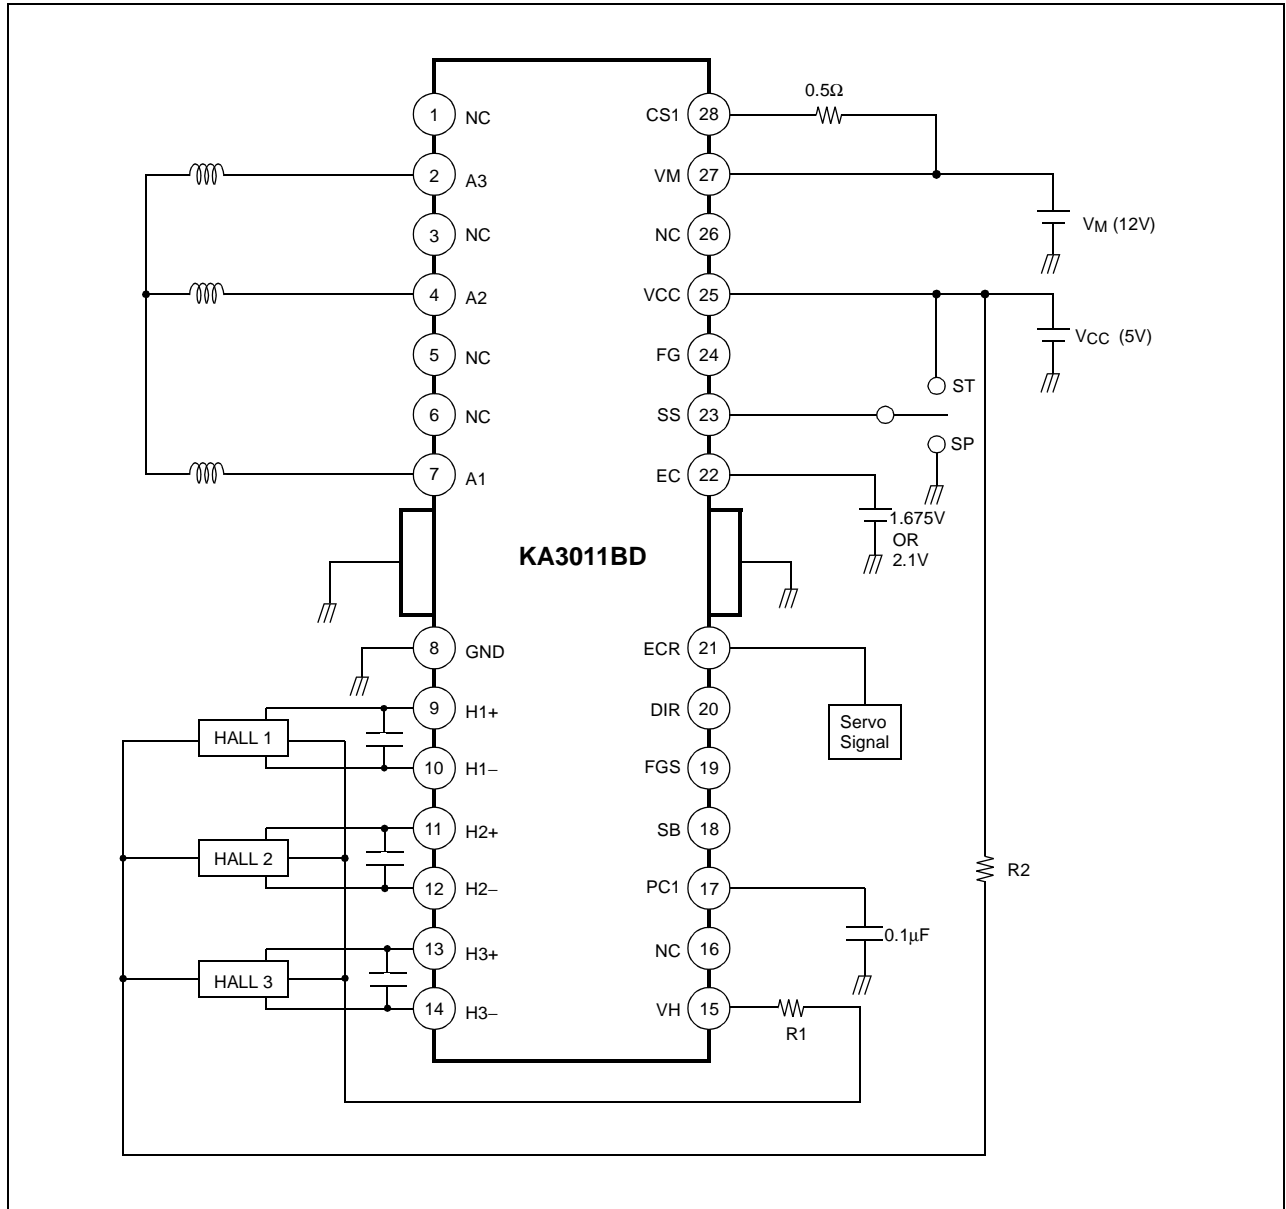 0.5Ω
1 NC
CS1 28
2 A3
VM 27
3 NC
NC 26
VM (12V)
4 A2
VCC 25
VCC (5V)
5 NC
FG 24
ST
6 NC
SS 23
SP
7 A1
EC 22
1.675V
OR
2.1V
KA3011BD
8 GND
ECR 21
9 H1+
DIR 20
Servo
Signal
HALL 1
10 H1−
FGS 19
11 H2+
SB 18
HALL 2
R2
12 H2−
PC1 17
0.1µF
13 H3+
NC 16
HALL 3
14 H3−
VH 15
R1